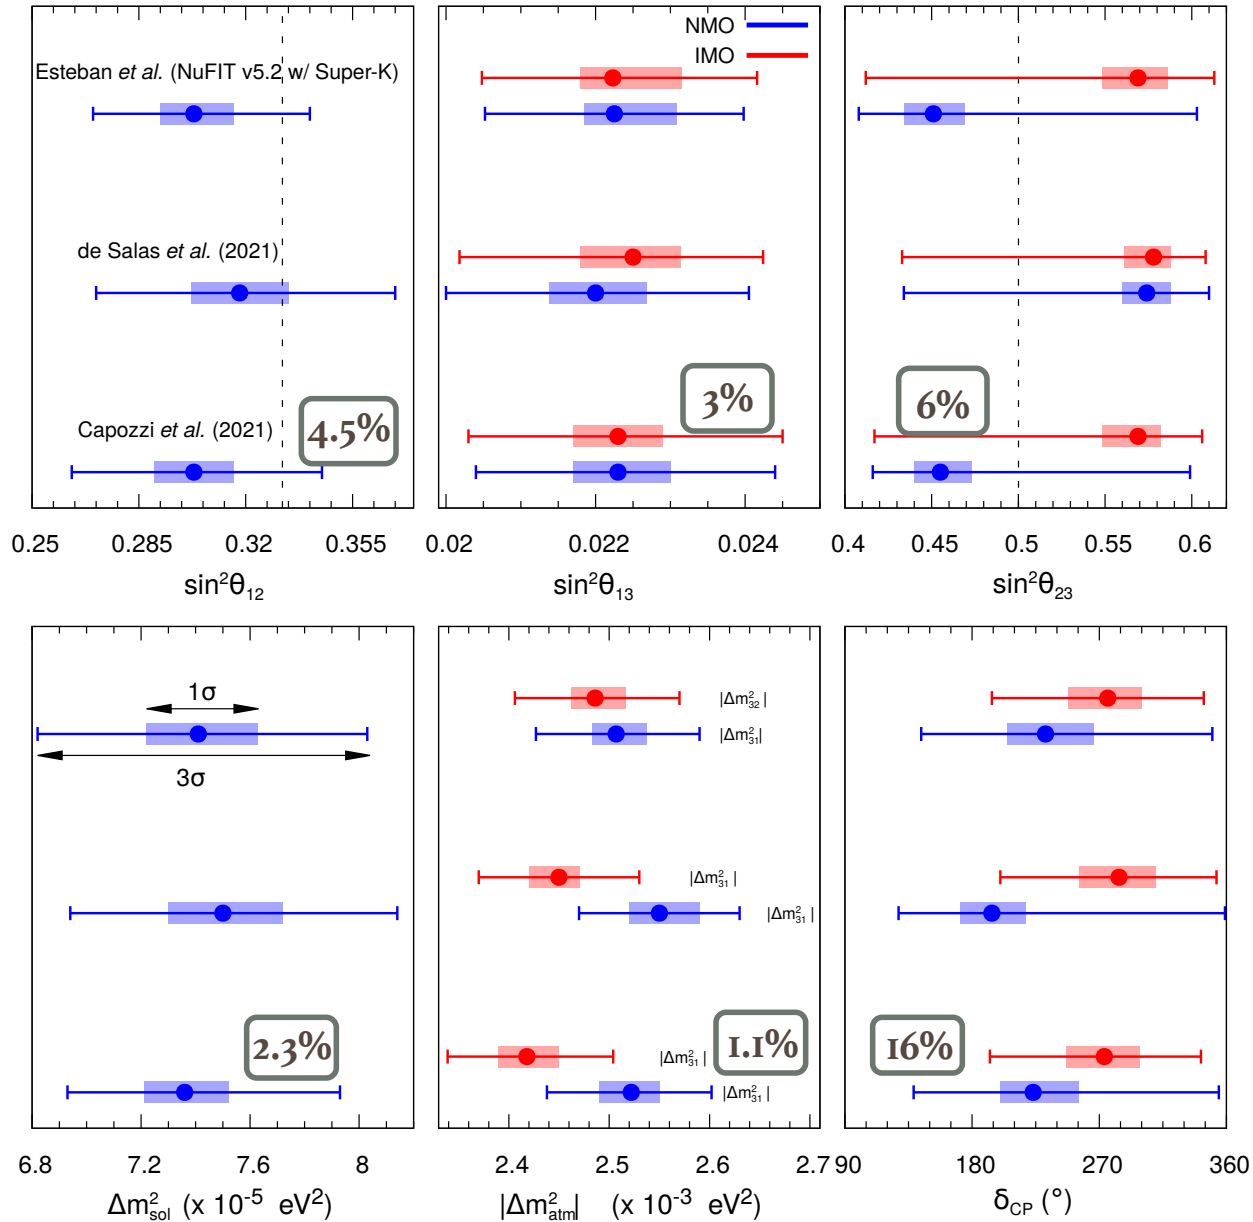 NMO
IMO
Esteban et al. (NuFIT v5.2 w/ Super-K)
de Salas et al. (2021)
Capozzi et al. (2021)
4.5%
3%
6%
0.25 0.285 0.32 0.355
0.02 0.022 0.024
0.4 0.45 0.5 0.55 0.6
sin²θ₁₂
sin²θ₁₃
sin²θ₂₃
1σ
3σ
|Δm²₃₂|
|Δm²₃₁|
|Δm²₃₁|
|Δm²₃₁|
|Δm²₃₁|
|Δm²₃₁|
2.3%
1.1%
16%
6.8 7.2 7.6 8
2.4 2.5 2.6 2.7
90 180 270 360
Δm²sol (x 10⁻⁵ eV²)
|Δm²atm| (x 10⁻³ eV²)
δCP (°)